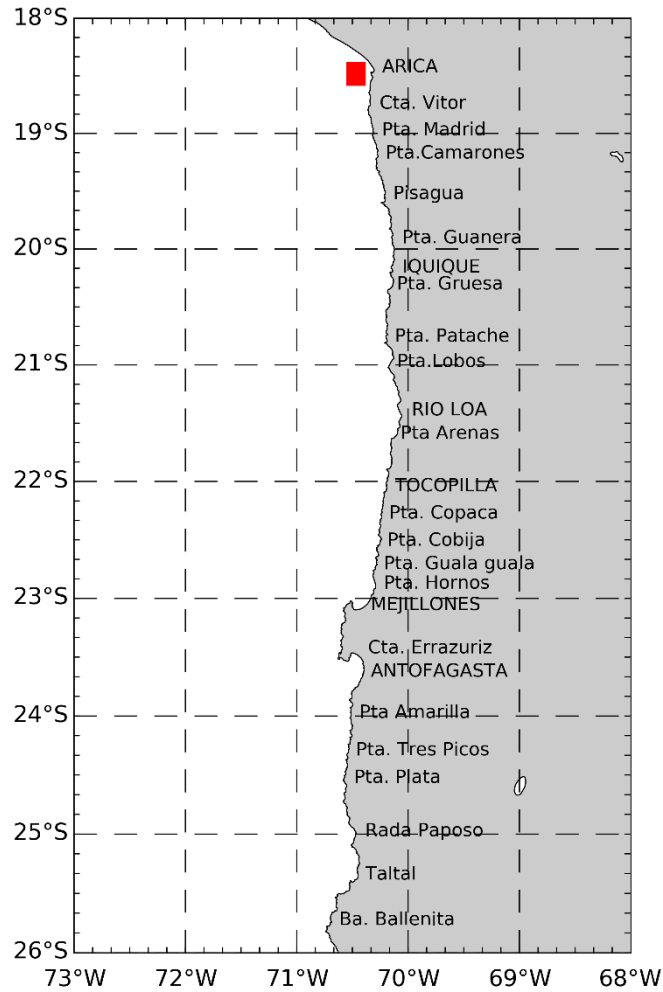 18°S
ARICA
Cta. Vitor
Pta. Madrid
19°S
Pta.Camarones
Pisagua
Pta. Guanera
20°S
IQUIQUE
Pta. Gruesa
Pta. Patache
Pta.Lobos
21°S
RIO LOA
Pta Arenas
22°S
TOCOPILLA
Pta. Copaca
Pta. Cobija
Pta. Guala guala
Pta. Hornos
23°S
MEJILLONES
Cta. Errazuriz
ANTOFAGASTA
Pta Amarilla
24°S
Pta. Tres Picos
Pta. Plata
Rada Paposo
25°S
Taltal
Ba. Ballenita
26°S
73°W 72°W 71°W 70°W 69°W 68°W